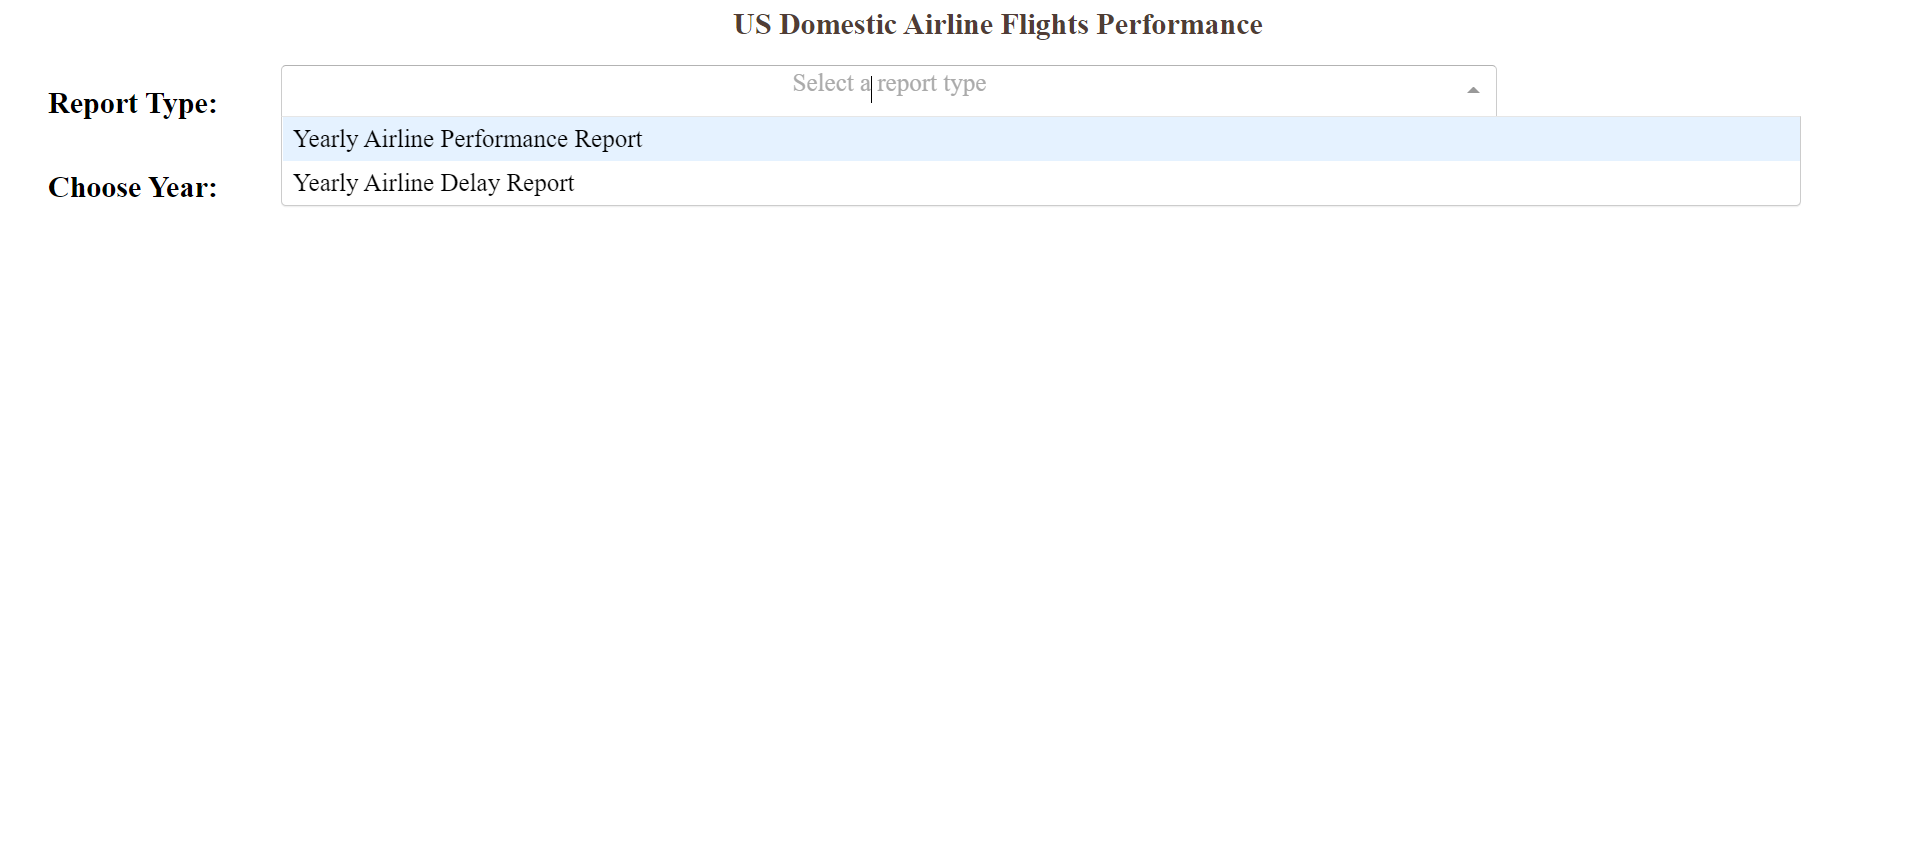 US Domestic Airline Flights Performance
Report Type:
Select a report type
Yearly Airline Performance Report
Yearly Airline Delay Report
Choose Year: